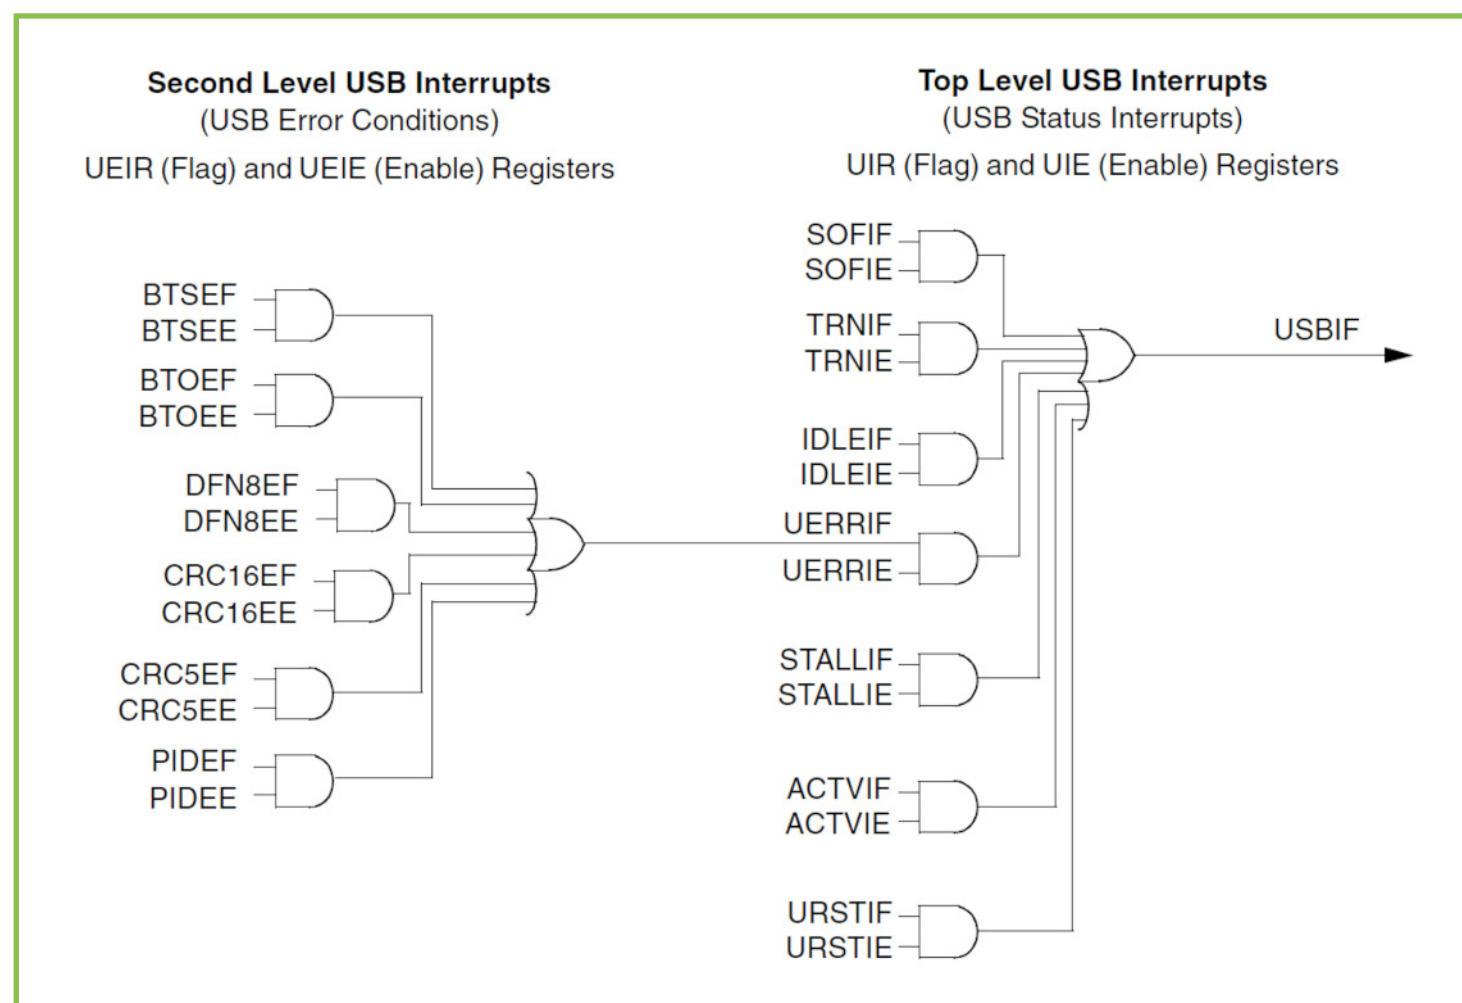 Second Level USB Interrupts
(USB Error Conditions)
UEIR (Flag) and UEIE (Enable) Registers
BTSEF
BTSEE
BTOEF
BTOEE
DFN8EF
DFN8EE
CRC16EF
CRC16EE
CRC5EF
CRC5EE
PIDEF
PIDEE
Top Level USB Interrupts
(USB Status Interrupts)
UIR (Flag) and UIE (Enable) Registers
SOFIF
SOFIE
TRNIF
TRNIE
IDLEIF
IDLEIE
UERRIF
UERRIE
STALLIF
STALLIE
ACTVIF
ACTVIE
URSTIF
URSTIE
USBIF